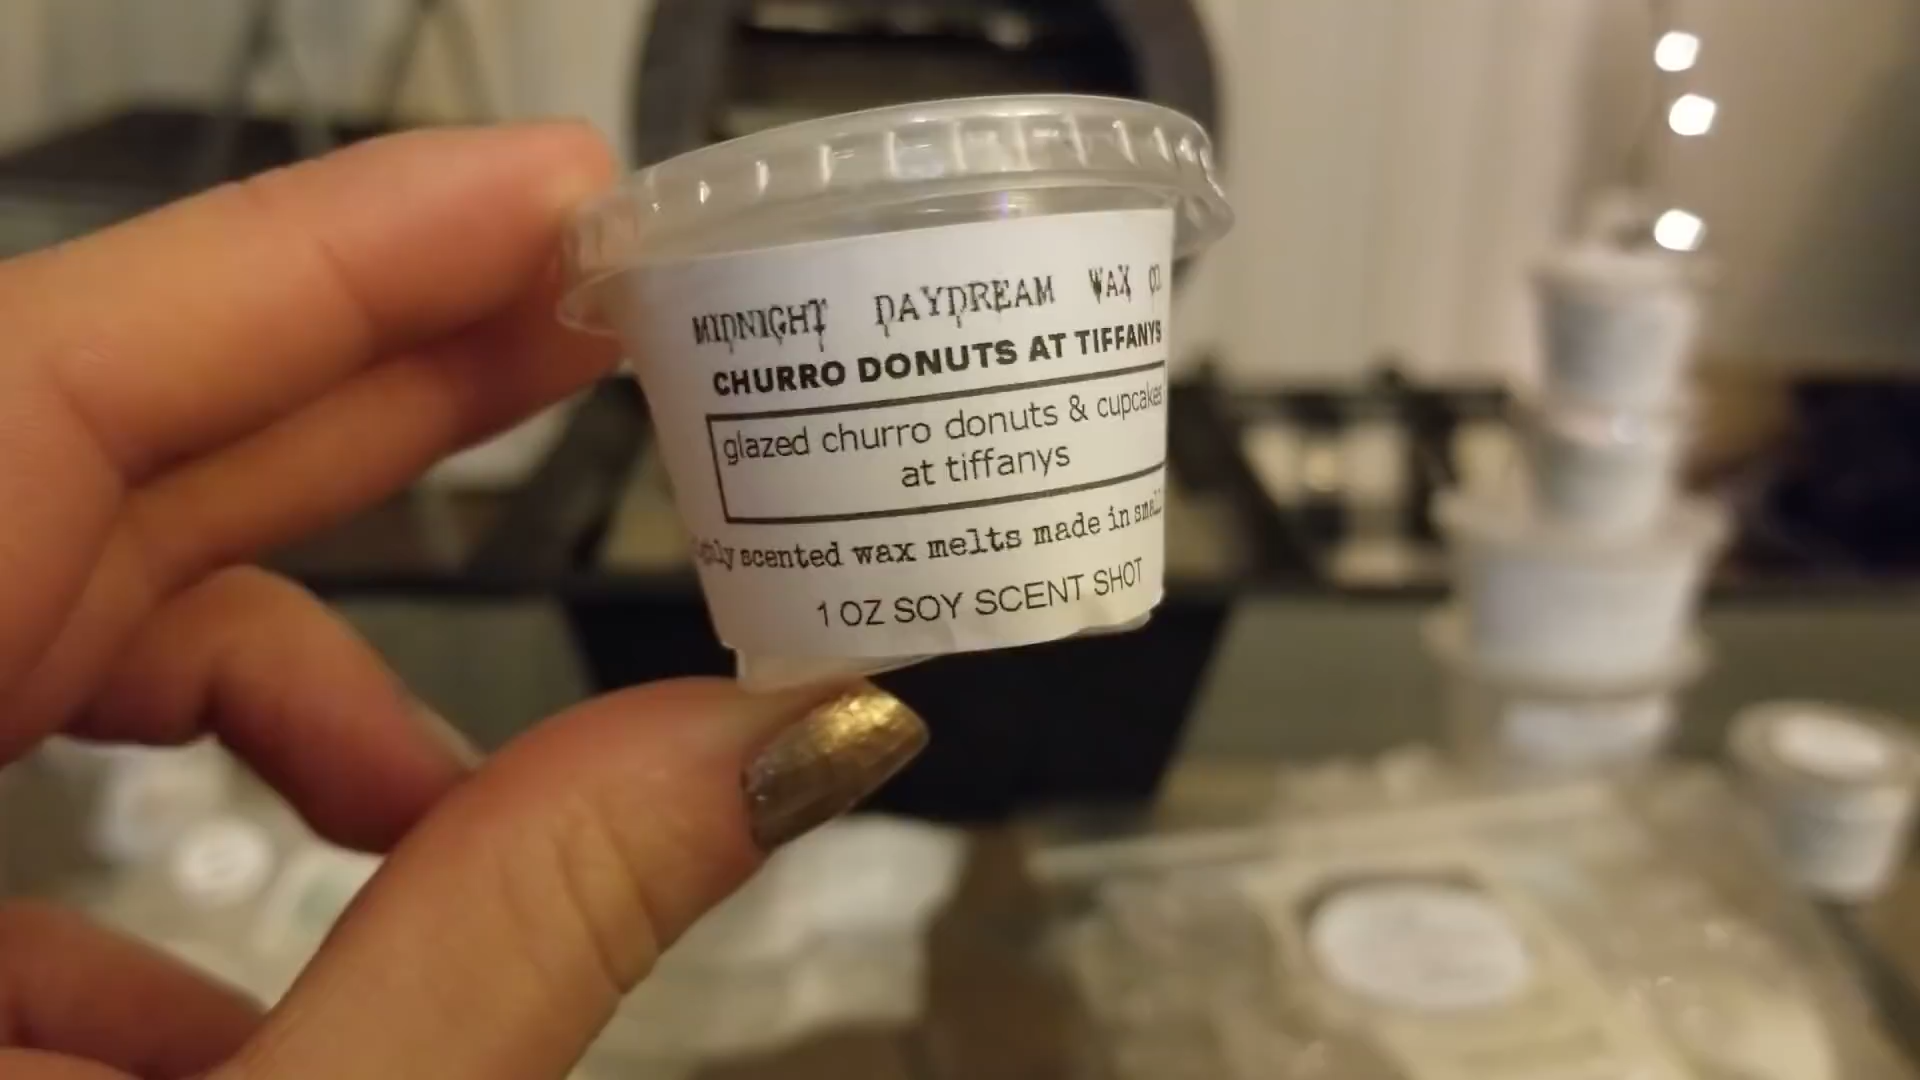 MIDNIGHT DAYDREAM WAX CO.
CHURRO DONUTS AT TIFFANYS
glazed churro donuts & cupcakes
at tiffanys
scented wax melts made in small
1 OZ SOY SCENT SHOT